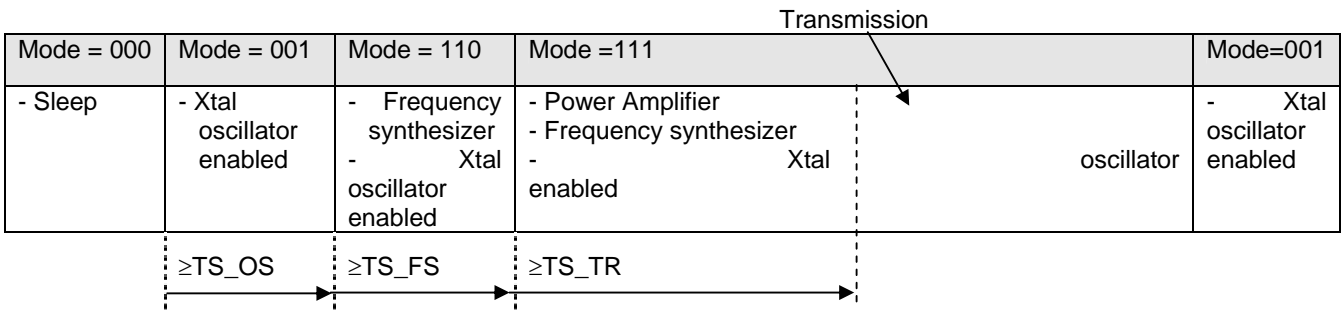 Transmission
Mode = 000 Mode = 001 Mode = 110 Mode =111 Mode=001
- Sleep
- Xtal
oscillator
enabled
- Frequency
synthesizer
- Xtal
oscillator
enabled
- Power Amplifier
- Frequency synthesizer
- Xtal oscillator
enabled
- Xtal
oscillator
enabled
≥TS_OS ≥TS_FS ≥TS_TR